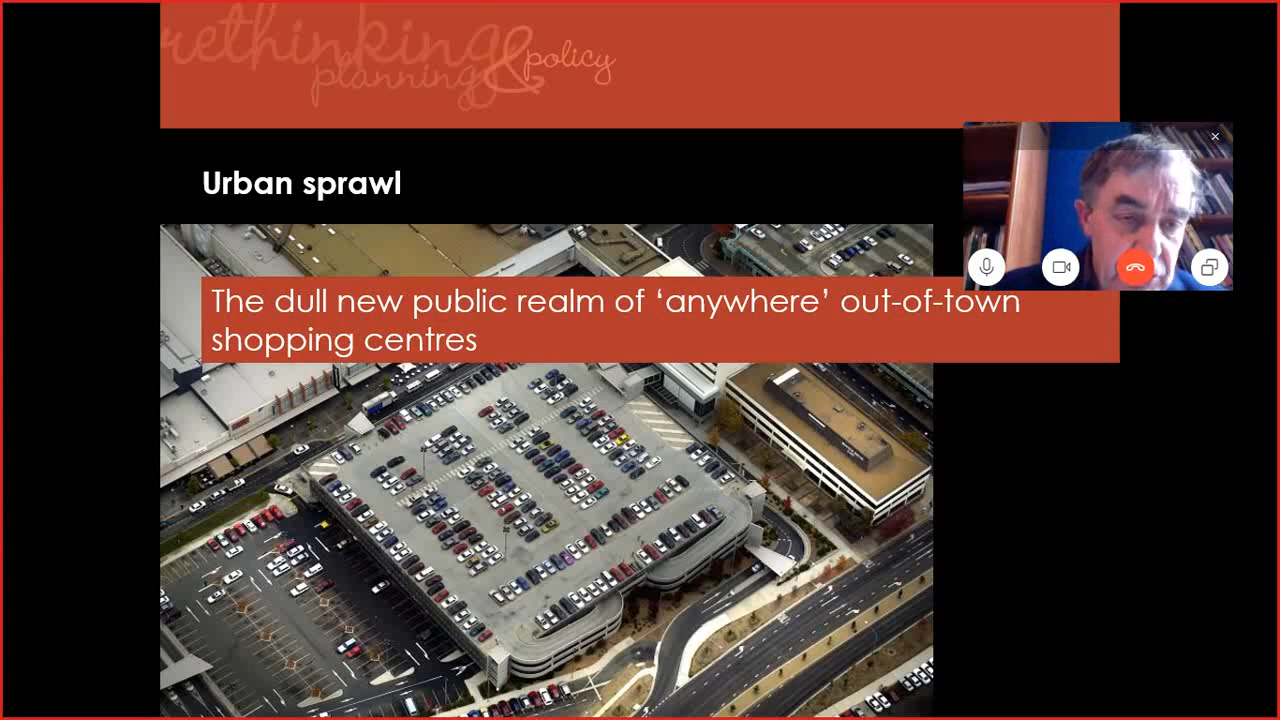 rethinking
planning & policy
Urban sprawl
The dull new public realm of ‘anywhere’ out-of-town
shopping centres